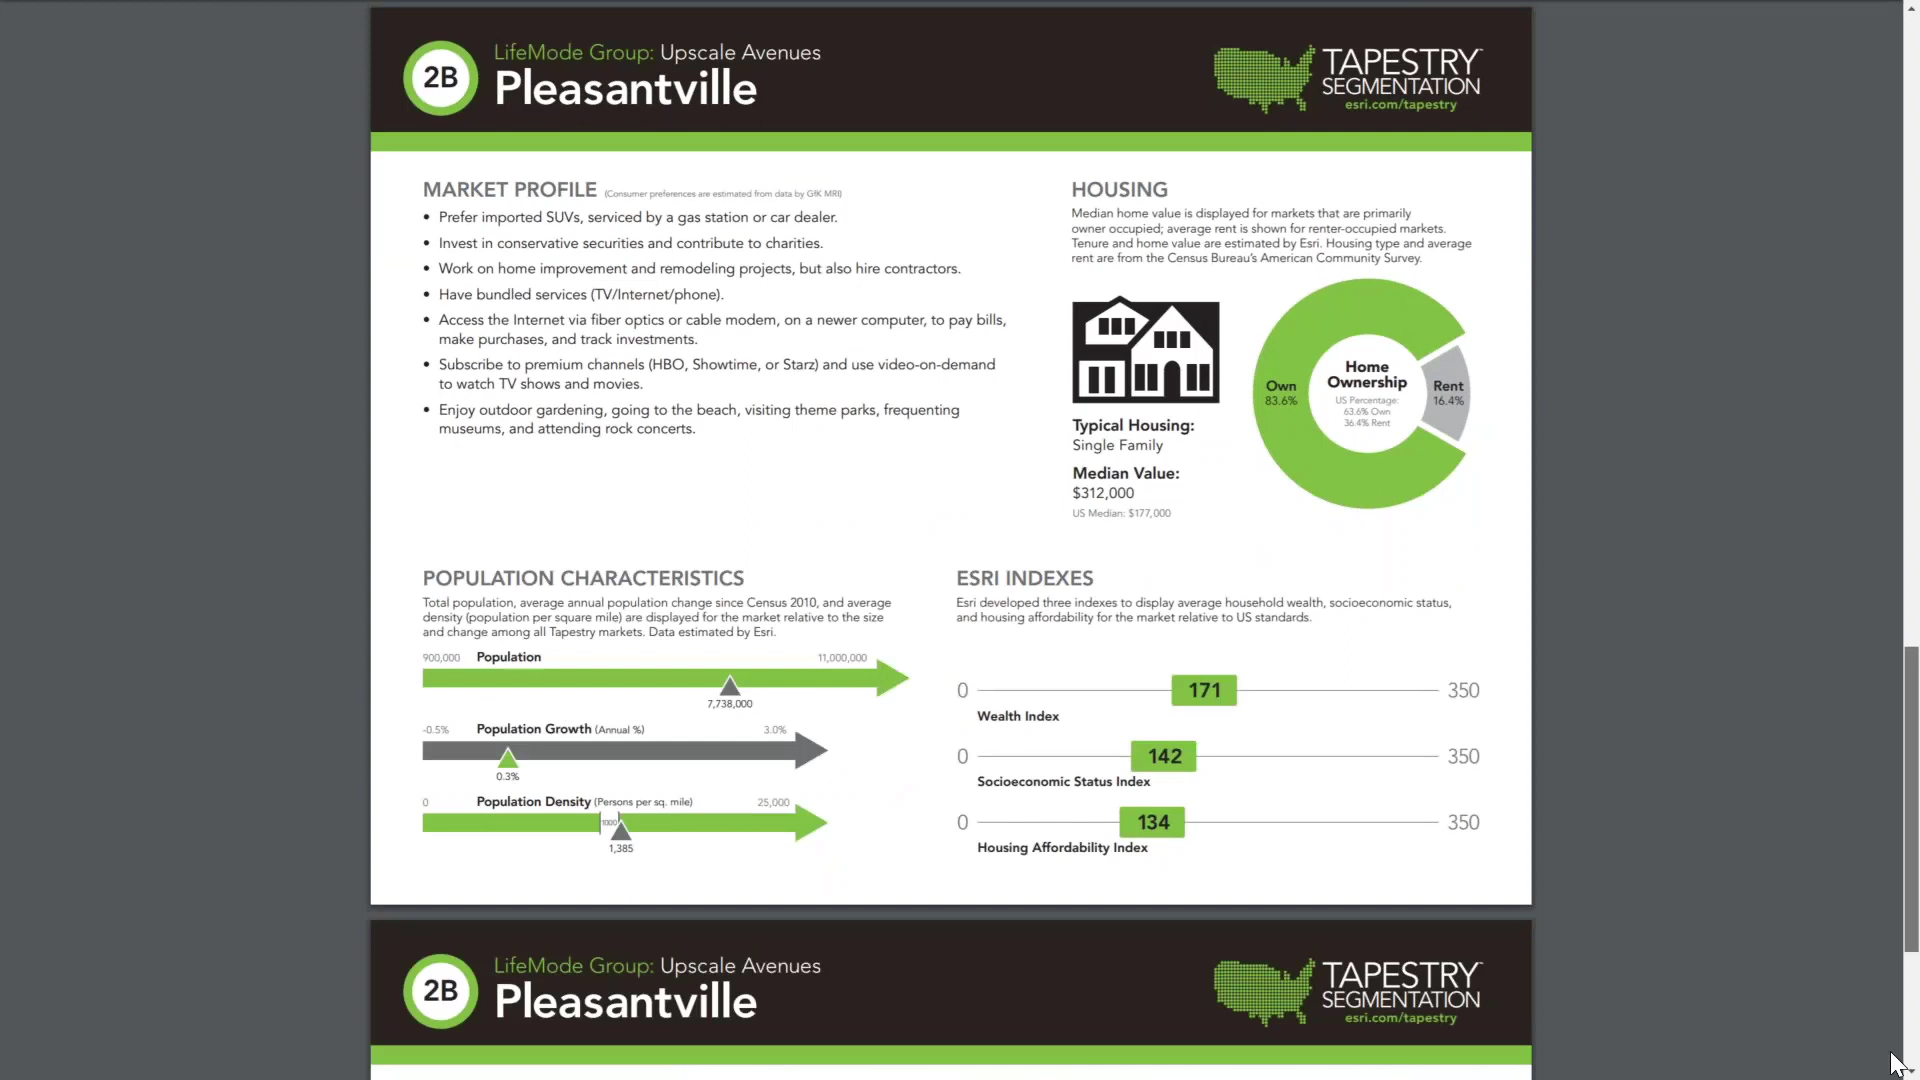 2B
LifeMode Group: Upscale Avenues
Pleasantville
TAPESTRY™
SEGMENTATION
esri.com/tapestry
MARKET PROFILE (Consumer preferences are estimated from data by GfK MRI)
• Prefer imported SUVs, serviced by a gas station or car dealer.
• Invest in conservative securities and contribute to charities.
• Work on home improvement and remodeling projects, but also hire contractors.
• Have bundled services (TV/Internet/phone).
• Access the Internet via fiber optics or cable modem, on a newer computer, to pay bills,
make purchases, and track investments.
• Subscribe to premium channels (HBO, Showtime, or Starz) and use video-on-demand
to watch TV shows and movies.
• Enjoy outdoor gardening, going to the beach, visiting theme parks, frequenting
museums, and attending rock concerts.
HOUSING
Median home value is displayed for markets that are primarily
owner occupied; average rent is shown for renter-occupied markets.
Tenure and home value are estimated by Esri. Housing type and average
rent are from the Census Bureau's American Community Survey.
Typical Housing:
Single Family
Median Value:
$312,000
US Median: $177,000
Own
83.6%
Home
Ownership
US Percentage:
63.6% Own
36.4% Rent
Rent
16.4%
POPULATION CHARACTERISTICS
Total population, average annual population change since Census 2010, and average
density (population per square mile) are displayed for the market relative to the size
and change among all Tapestry markets. Data estimated by Esri.
900,000 Population 11,000,000
7,738,000
-0.5% Population Growth (Annual %) 3.0%
0.3%
0 Population Density (Persons per sq. mile) 25,000
1000
1,385
ESRI INDEXES
Esri developed three indexes to display average household wealth, socioeconomic status,
and housing affordability for the market relative to US standards.
0 171 350
Wealth Index
0 142 350
Socioeconomic Status Index
0 134 350
Housing Affordability Index
2B
LifeMode Group: Upscale Avenues
Pleasantville
TAPESTRY™
SEGMENTATION
esri.com/tapestry